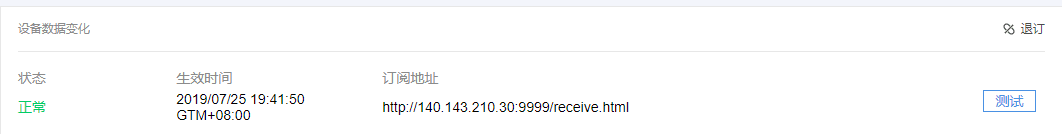 设备数据变化
退订
状态
生效时间
订阅地址
正常
2019/07/25 19:41:50
GTM+08:00
http://140.143.210.30:9999/receive.html
测试